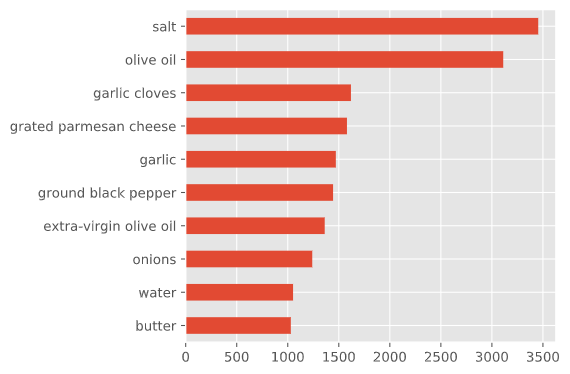 salt
olive oil
garlic cloves
grated parmesan cheese
garlic
ground black pepper
extra-virgin olive oil
onions
water
butter
0 500 1000 1500 2000 2500 3000 3500